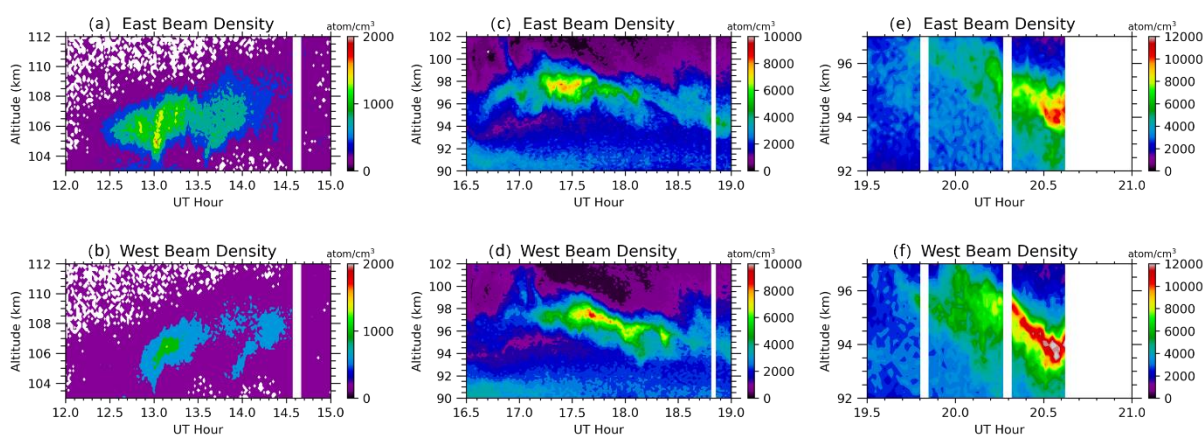 (a) East Beam Density
atom/cm³
112
110
108
106
104
12.0 12.5 13.0 13.5 14.0 14.5 15.0
2000
1000
0
Altitude (km)
UT Hour
(c) East Beam Density
atom/cm³
102
100
98
96
94
92
90
16.5 17.0 17.5 18.0 18.5 19.0
10000
8000
6000
4000
2000
0
Altitude (km)
UT Hour
(e) East Beam Density
atom/cm³
96
94
92
19.5 20.0 20.5 21.0
12000
10000
8000
6000
4000
2000
0
Altitude (km)
UT Hour
(b) West Beam Density
atom/cm³
112
110
108
106
104
12.0 12.5 13.0 13.5 14.0 14.5 15.0
2000
1000
0
Altitude (km)
UT Hour
(d) West Beam Density
atom/cm³
102
100
98
96
94
92
90
16.5 17.0 17.5 18.0 18.5 19.0
10000
8000
6000
4000
2000
0
Altitude (km)
UT Hour
(f) West Beam Density
atom/cm³
96
94
92
19.5 20.0 20.5 21.0
12000
10000
8000
6000
4000
2000
0
Altitude (km)
UT Hour